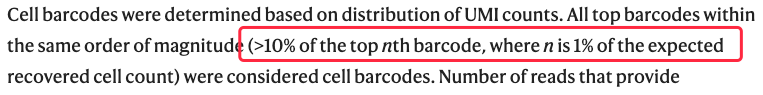 Cell barcodes were determined based on distribution of UMI counts. All top barcodes within
the same order of magnitude (>10% of the top nth barcode, where n is 1% of the expected
recovered cell count) were considered cell barcodes. Number of reads that provide